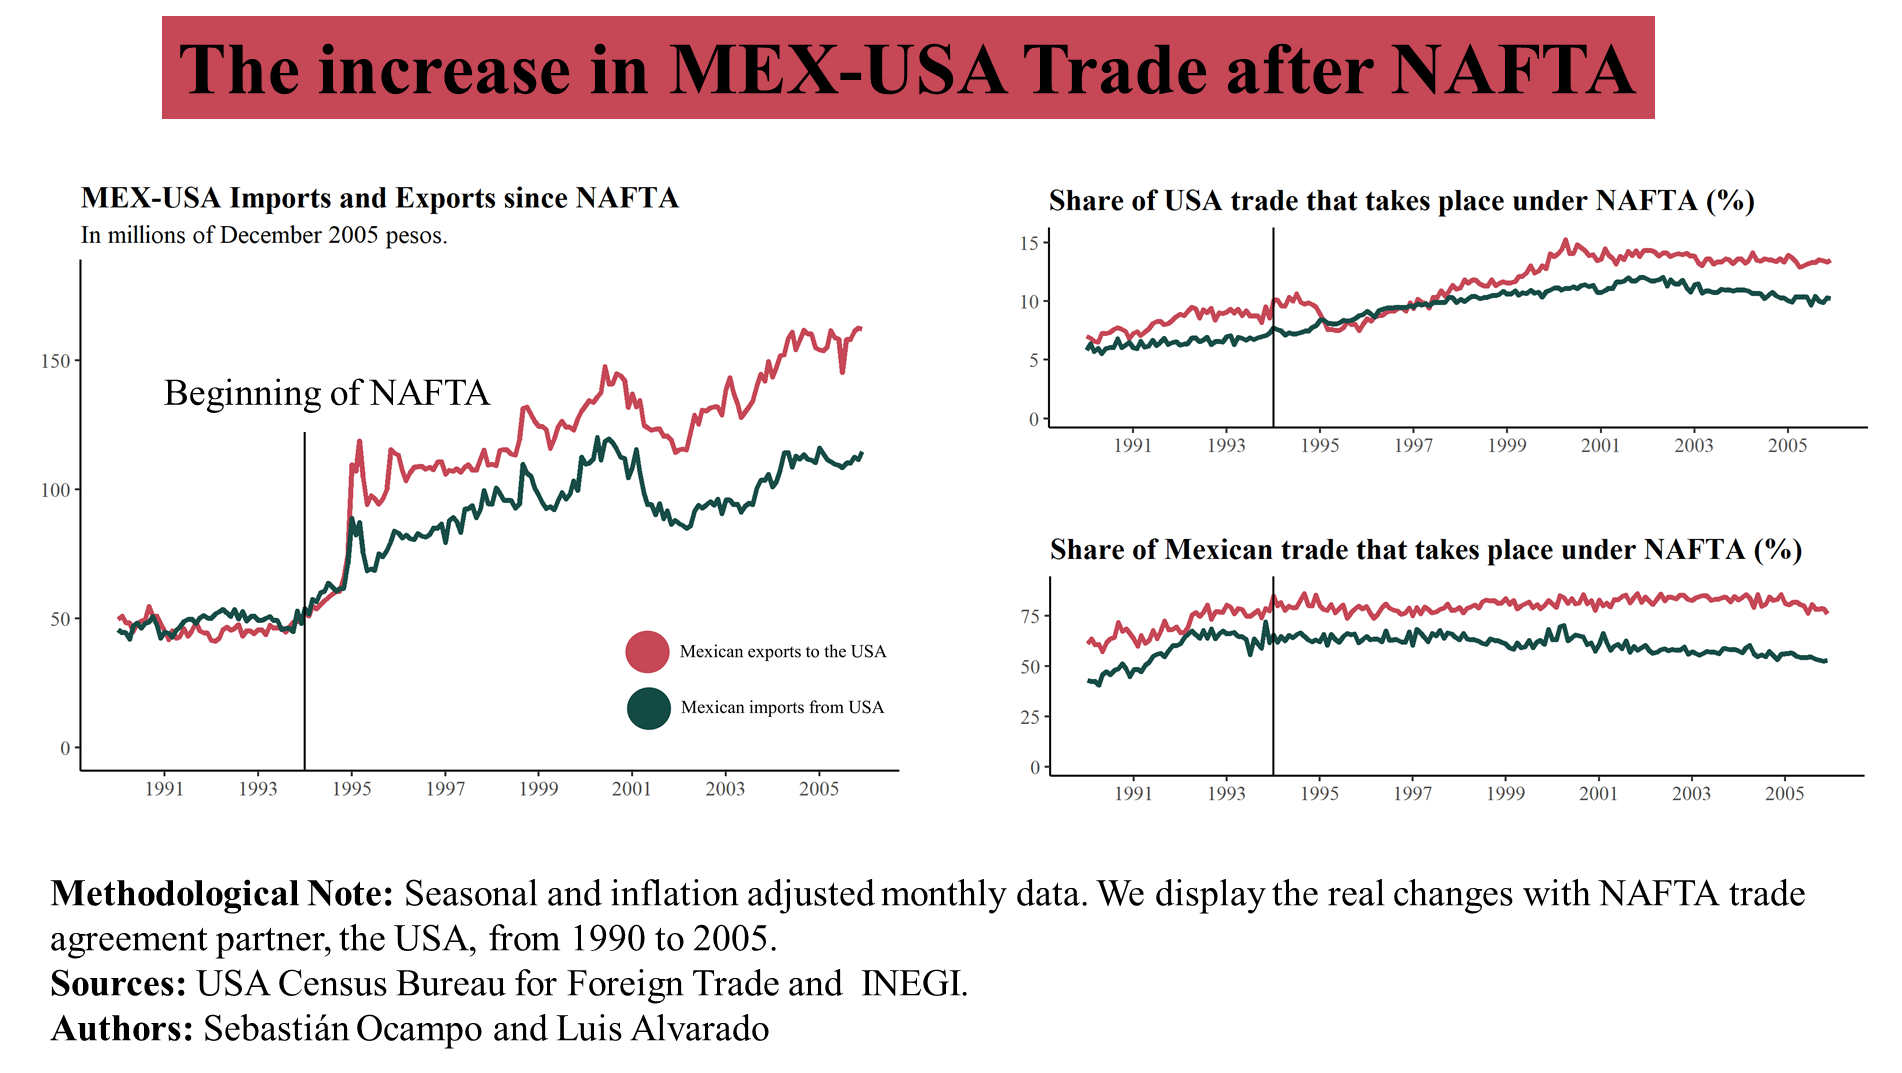 The increase in MEX-USA Trade after NAFTA
MEX-USA Imports and Exports since NAFTA
In millions of December 2005 pesos.
150
100
50
0
Beginning of NAFTA
Mexican exports to the USA
Mexican imports from USA
1991 1993 1995 1997 1999 2001 2003 2005
Share of USA trade that takes place under NAFTA (%)
15
10
5
0
1991 1993 1995 1997 1999 2001 2003 2005
Share of Mexican trade that takes place under NAFTA (%)
75
50
25
0
1991 1993 1995 1997 1999 2001 2003 2005
Methodological Note: Seasonal and inflation adjusted monthly data. We display the real changes with NAFTA trade
agreement partner, the USA, from 1990 to 2005.
Sources: USA Census Bureau for Foreign Trade and INEGI.
Authors: Sebastián Ocampo and Luis Alvarado